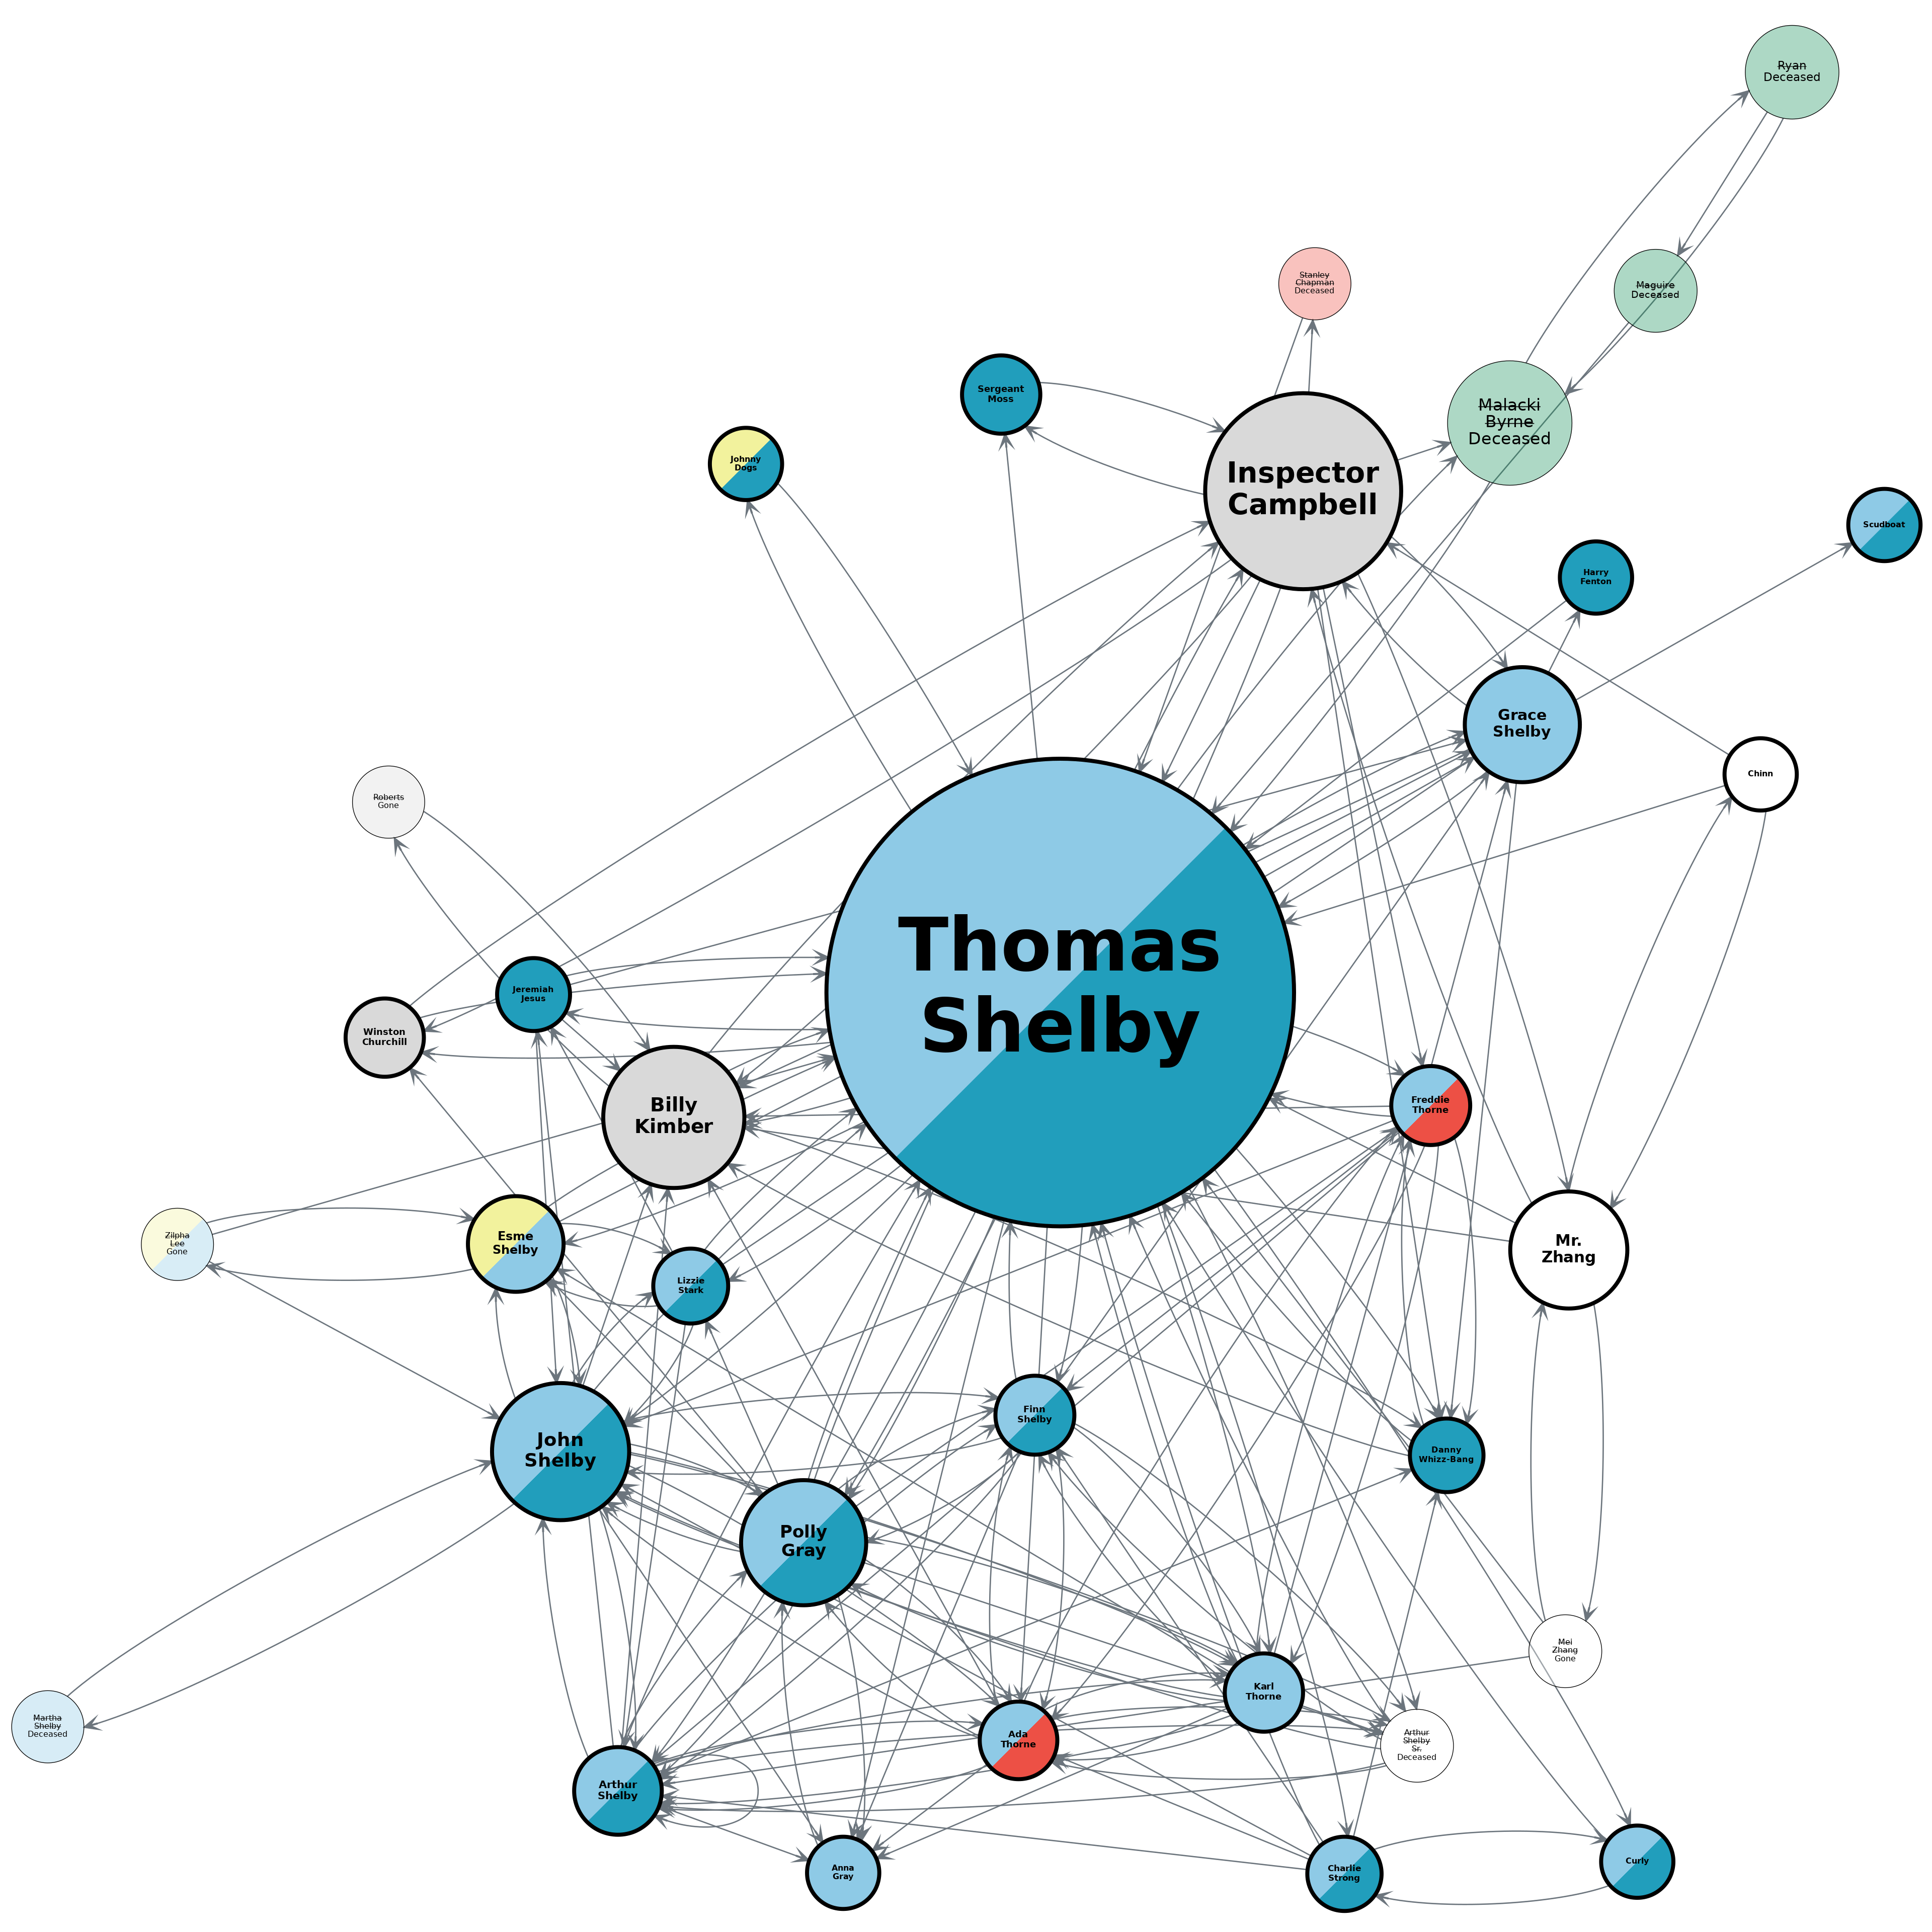 Ryan
Deceased
Stanley
Chapman
Deceased
Maguire
Deceased
Sergeant
Moss
Malacki
Byrne
Deceased
Johnny
Dogs
Inspector
Campbell
Scudboat
Harry
Fenton
Grace
Shelby
Chinn
Roberts
Gone
Thomas
Shelby
Jeremiah
Jesus
Winston
Churchill
Billy
Kimber
Freddie
Thorne
Zilpha
Lee
Gone
Esme
Shelby
Lizzie
Stark
Mr.
Zhang
John
Shelby
Finn
Shelby
Danny
Whizz-Bang
Polly
Gray
Mei
Zhang
Gone
Karl
Thorne
Martha
Shelby
Deceased
Ada
Thorne
Arthur
Shelby
Sr.
Deceased
Arthur
Shelby
Anna
Gray
Charlie
Strong
Curly